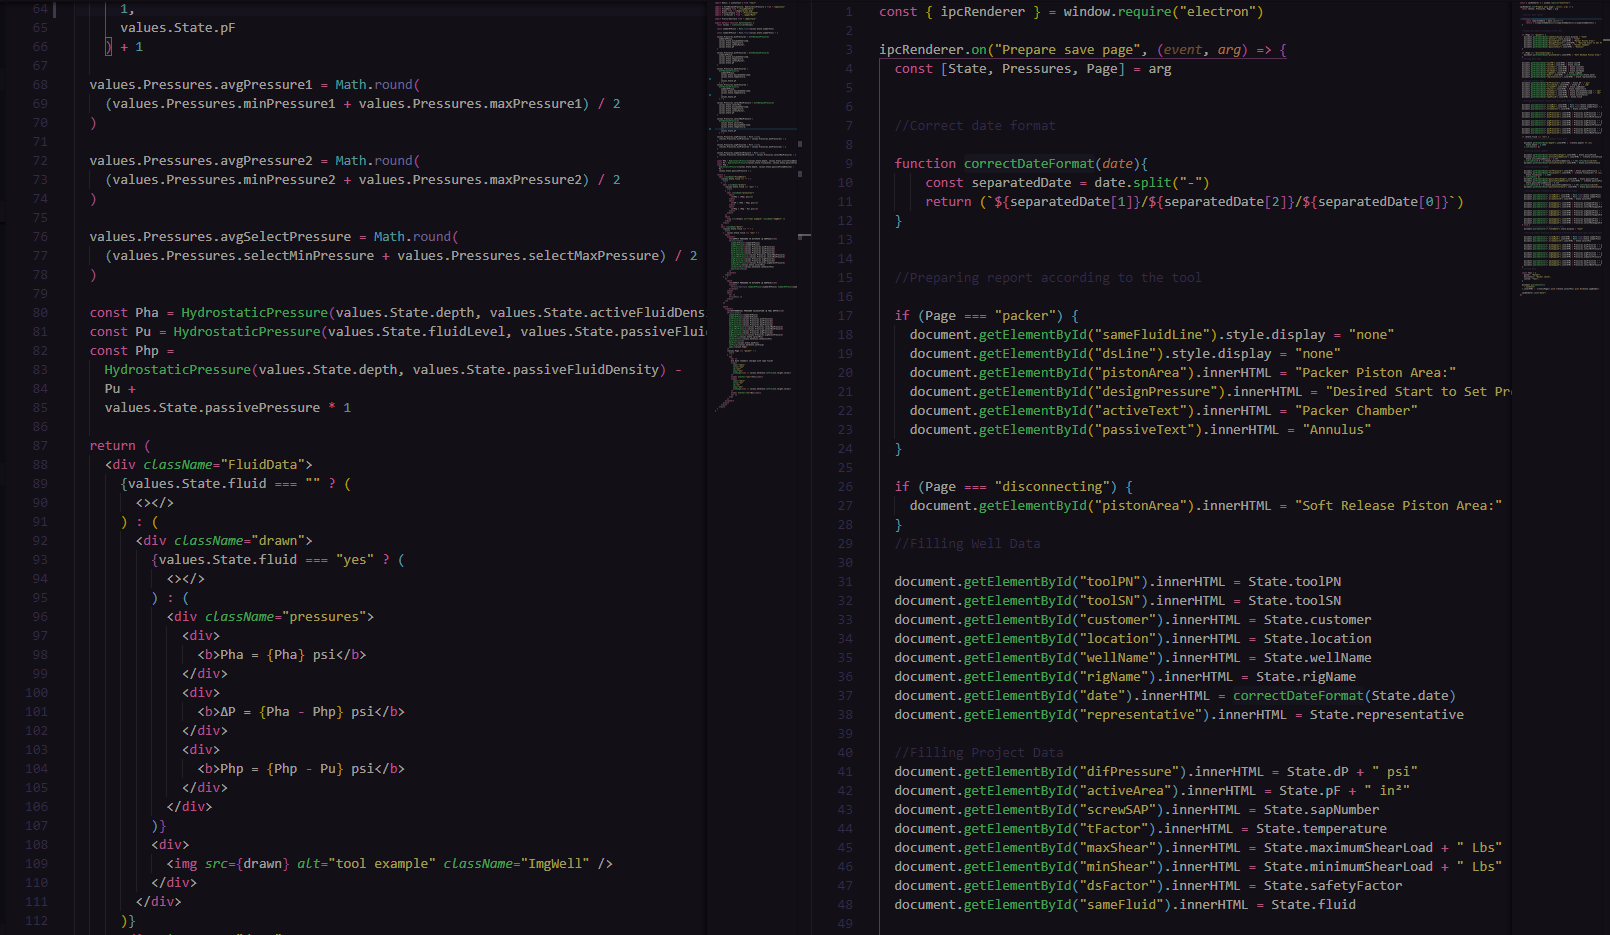 64 1,
65 values.State.pF
66 ) + 1
67
68 values.Pressures.avgPressure1 = Math.round(
69 (values.Pressures.minPressure1 + values.Pressures.maxPressure1) / 2
70 )
71
72 values.Pressures.avgPressure2 = Math.round(
73 (values.Pressures.minPressure2 + values.Pressures.maxPressure2) / 2
74 )
75
76 values.Pressures.avgSelectPressure = Math.round(
77 (values.Pressures.selectMinPressure + values.Pressures.selectMaxPressure) / 2
78 )
79
80 const Pha = HydrostaticPressure(values.State.depth, values.State.activeFluidDens
81 const Pu = HydrostaticPressure(values.State.fluidLevel, values.State.passiveFlui
82 const Php =
83 HydrostaticPressure(values.State.depth, values.State.passiveFluidDensity) -
84 Pu +
85 values.State.passivePressure * 1
86
87 return (
88 <div className="FluidData">
89 {values.State.fluid === "" ? (
90 <></>
91 ) : (
92 <div className="drawn">
93 {values.State.fluid === "yes" ? (
94 <></>
95 ) : (
96 <div className="pressures">
97 <div>
98 <b>Pha = {Pha} psi</b>
99 </div>
100 <div>
101 <b>ΔP = {Pha - Php} psi</b>
102 </div>
103 <div>
104 <b>Php = {Php - Pu} psi</b>
105 </div>
106 </div>
107 )}
108 <div>
109 <img src={drawn} alt="tool example" className="ImgWell" />
110 </div>
111 </div>
112 )}
1 const { ipcRenderer } = window.require("electron")
2
3 ipcRenderer.on("Prepare save page", (event, arg) => {
4 const [State, Pressures, Page] = arg
5
6
7 //Correct date format
8
9 function correctDateFormat(date){
10 const separatedDate = date.split("-")
11 return (`${separatedDate[1]}/${separatedDate[2]}/${separatedDate[0]}`)
12 }
13
14
15 //Preparing report according to the tool
16
17 if (Page === "packer") {
18 document.getElementById("sameFluidLine").style.display = "none"
19 document.getElementById("dsLine").style.display = "none"
20 document.getElementById("pistonArea").innerHTML = "Packer Piston Area:"
21 document.getElementById("designPressure").innerHTML = "Desired Start to Set Pr
22 document.getElementById("activeText").innerHTML = "Packer Chamber"
23 document.getElementById("passiveText").innerHTML = "Annulus"
24 }
25
26 if (Page === "disconnecting") {
27 document.getElementById("pistonArea").innerHTML = "Soft Release Piston Area:"
28 }
29 //Filling Well Data
30
31 document.getElementById("toolPN").innerHTML = State.toolPN
32 document.getElementById("toolSN").innerHTML = State.toolSN
33 document.getElementById("customer").innerHTML = State.customer
34 document.getElementById("location").innerHTML = State.location
35 document.getElementById("wellName").innerHTML = State.wellName
36 document.getElementById("rigName").innerHTML = State.rigName
37 document.getElementById("date").innerHTML = correctDateFormat(State.date)
38 document.getElementById("representative").innerHTML = State.representative
39
40 //Filling Project Data
41 document.getElementById("difPressure").innerHTML = State.dP + " psi"
42 document.getElementById("activeArea").innerHTML = State.pF + " in²"
43 document.getElementById("screwSAP").innerHTML = State.sapNumber
44 document.getElementById("tFactor").innerHTML = State.temperature
45 document.getElementById("maxShear").innerHTML = State.maximumShearLoad + " Lbs"
46 document.getElementById("minShear").innerHTML = State.minimumShearLoad + " Lbs"
47 document.getElementById("dsFactor").innerHTML = State.safetyFactor
48 document.getElementById("sameFluid").innerHTML = State.fluid
49